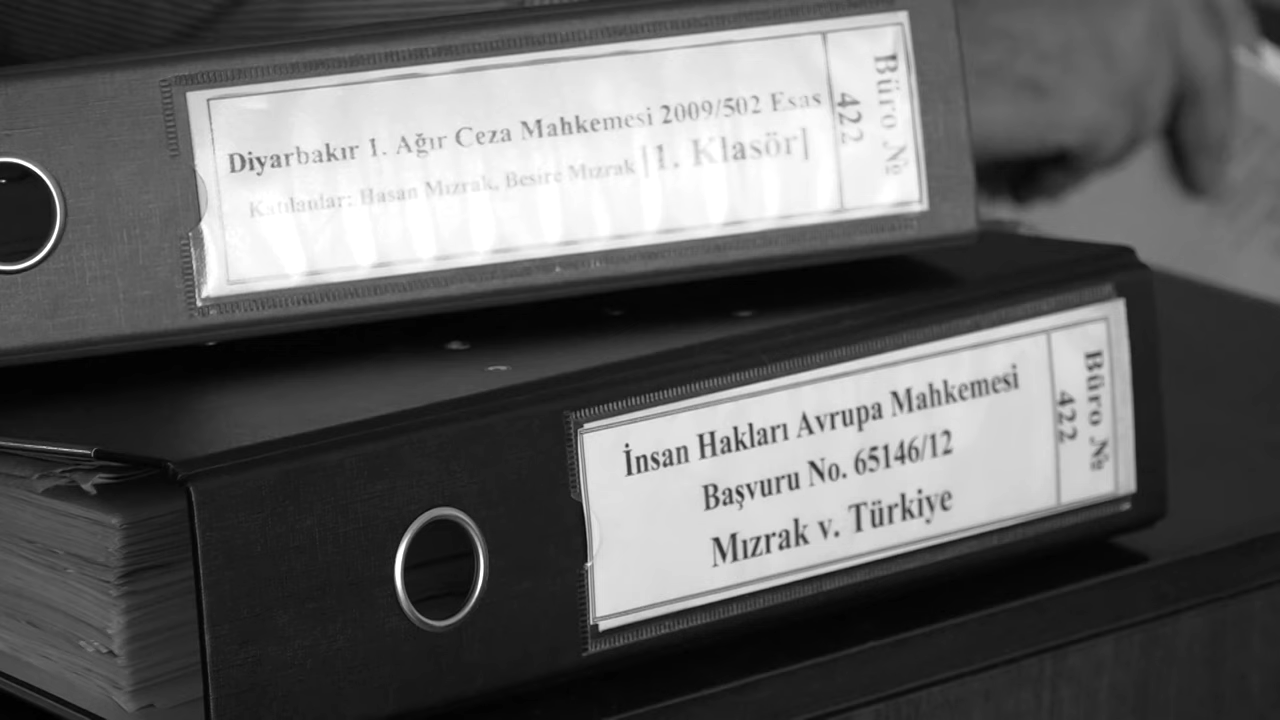 Diyarbakır 1. Ağır Ceza Mahkemesi 2009/502 Esas
Katılanlar: Hasan Mızrak, Besire Mızrak [1. Klasör]
Büro №
422
İnsan Hakları Avrupa Mahkemesi
Başvuru No. 65146/12
Mızrak v. Türkiye
Büro №
422